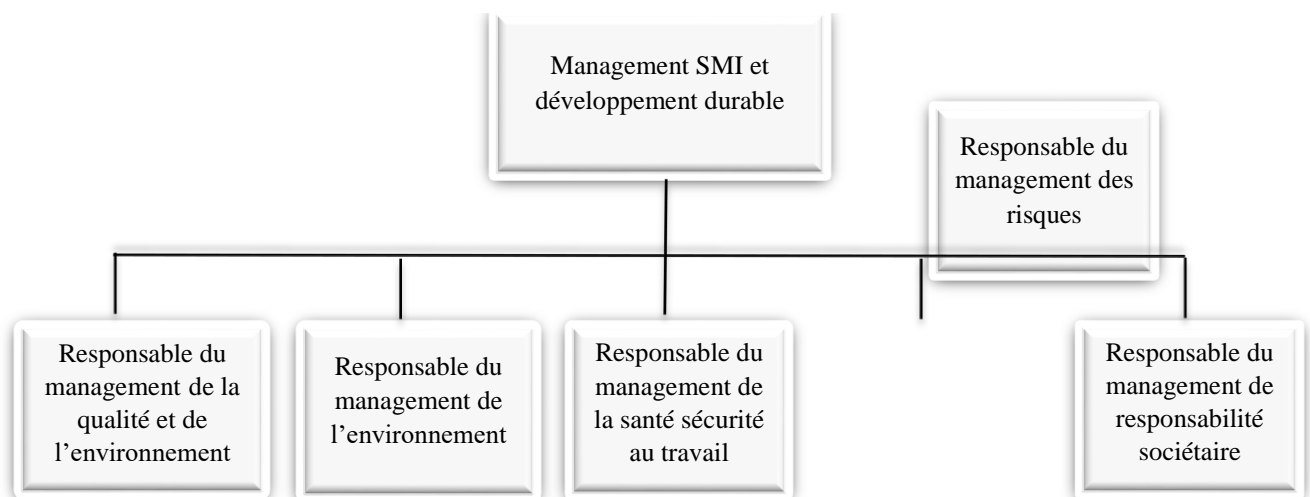 Management SMI et
développement durable
Responsable du
management des
risques
Responsable du
management de la
qualité et de
l’environnement
Responsable du
management de
l’environnement
Responsable du
management de
la santé sécurité
au travail
Responsable du
management de
responsabilité
sociétaire